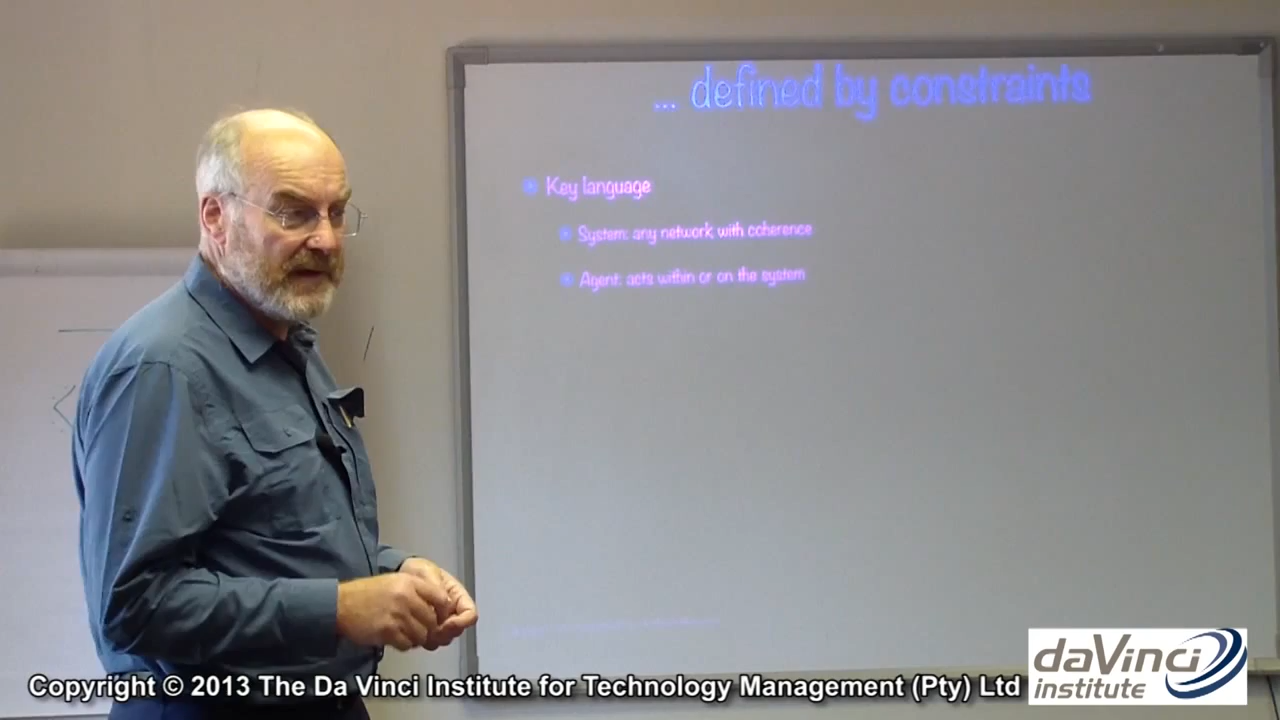 ... defined by constraints
Key language
System: any network with coherence
Agent: acts within or on the system
daVinci
institute
Copyright © 2013 The Da Vinci Institute for Technology Management (Pty) Ltd